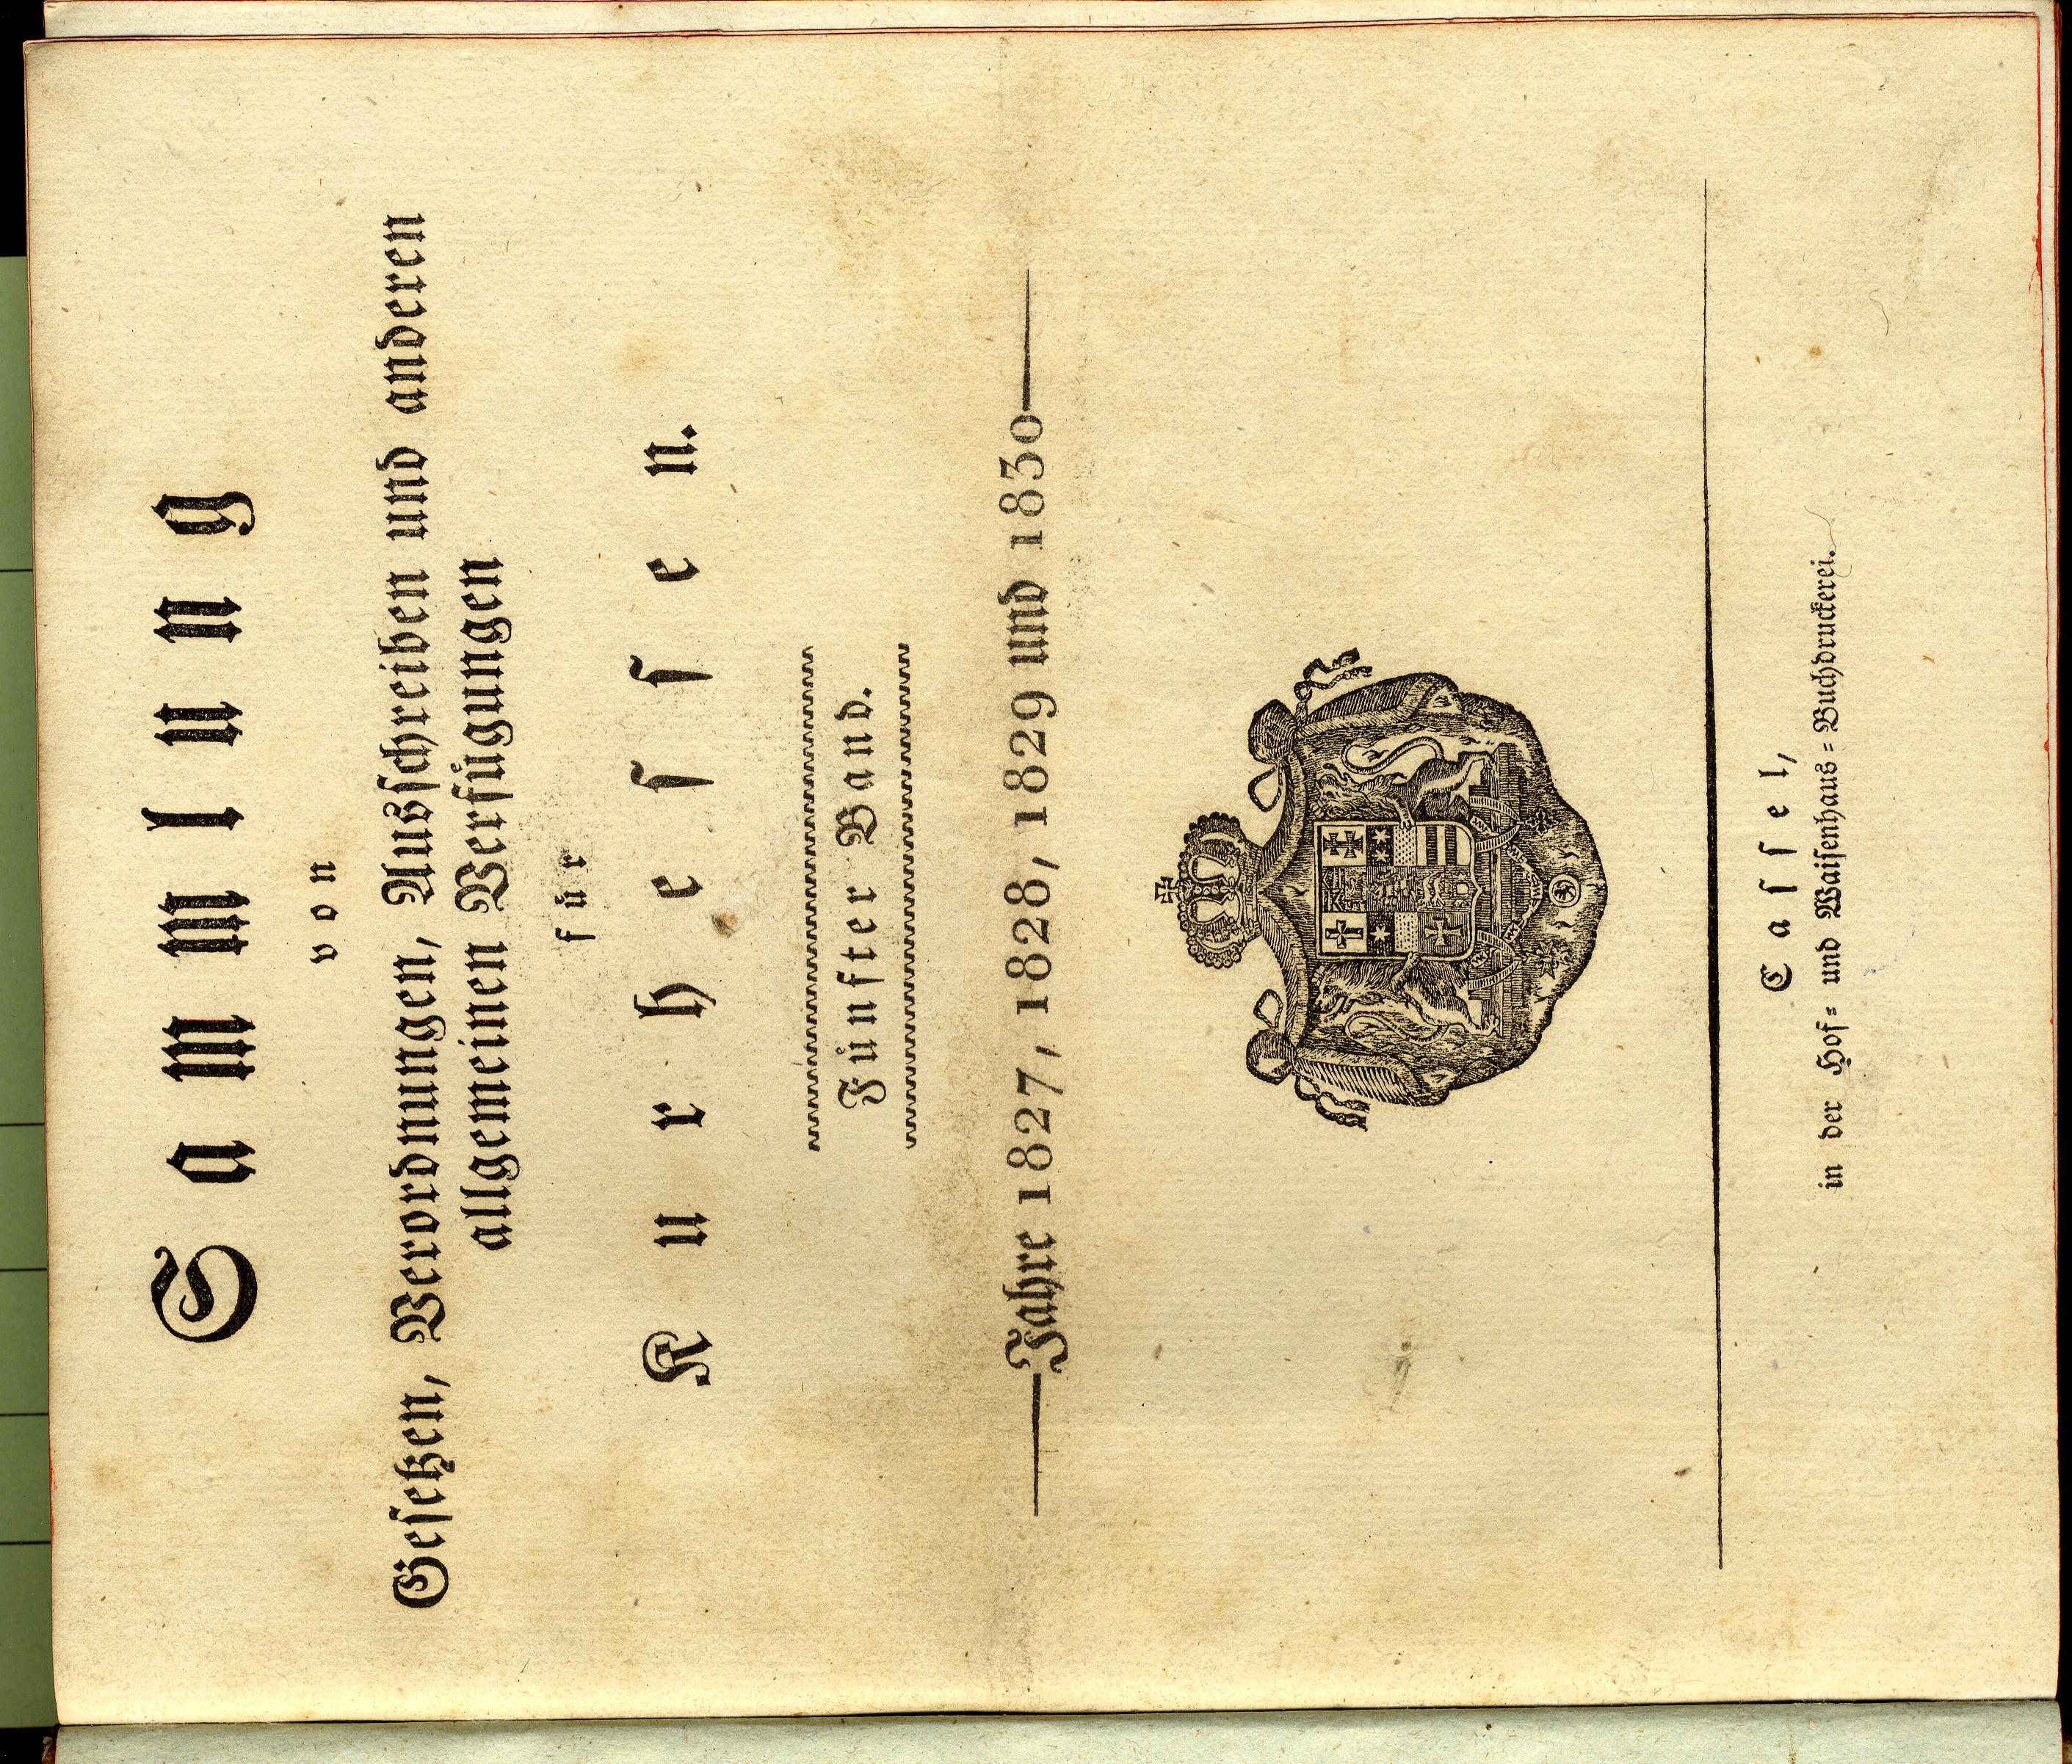 Sammlung
von
Gesetzen, Verordnungen, Ausschreiben und anderen
allgemeinen Verfügungen
für
Kurhessen.
Fünfter Band.
Jahre 1827, 1828, 1829 und 1830
Cassel,
in der Hof- und Waisenhaus-Buchdruckerei.